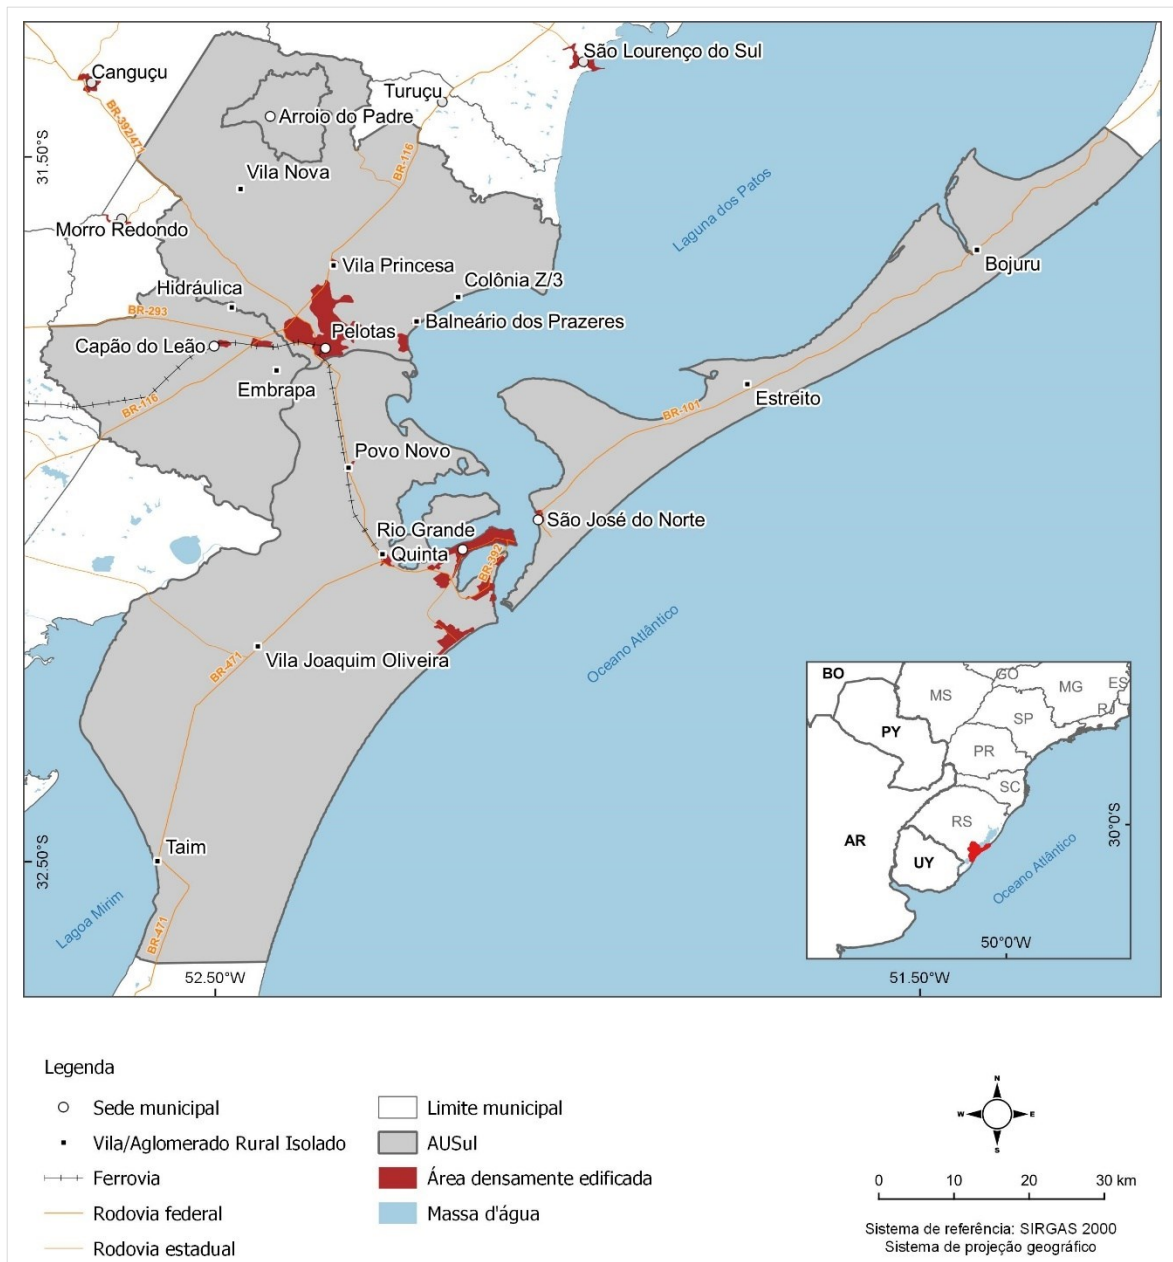 São Lourenço do Sul
Canguçu
Turuçu
BR-392/471
Arroio do Padre
31.50°S
BR-116
Vila Nova
Laguna dos Patos
Morro Redondo
Bojuru
Vila Princesa
Colônia Z/3
Hidráulica
BR-293
Balneário dos Prazeres
Pelotas
Capão do Leão
Embrapa
Estreito
BR-116
BR-101
Povo Novo
São José do Norte
Rio Grande
Quinta
BR-392
Oceano Atlântico
Vila Joaquim Oliveira
BR-471
BO
GO
MS
MG
ES
RJ
SP
PY
PR
SC
RS
30°0'S
AR
UY
Oceano Atlântico
50°0'W
Taim
32.50°S
Lagoa Mirim
BR-471
52.50°W
51.50°W
Legenda
Sede municipal
Vila/Aglomerado Rural Isolado
Ferrovia
Rodovia federal
Rodovia estadual
Limite municipal
AUSul
Área densamente edificada
Massa d'água
N
W
E
S
0 10 20 30 km
Sistema de referência: SIRGAS 2000
Sistema de projeção geográfico